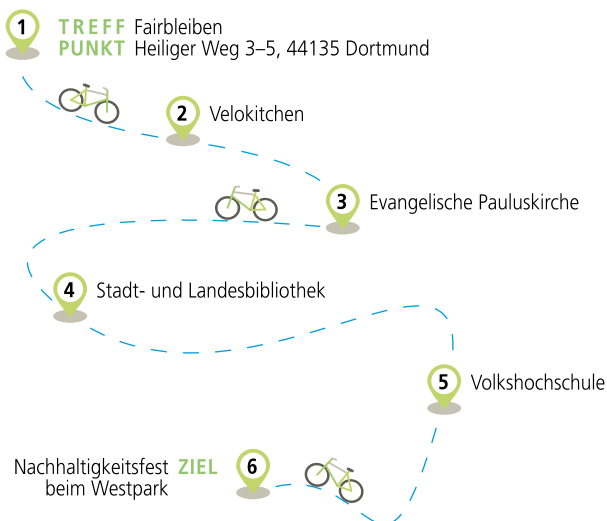 1 TREFF Fairbleiben
PUNKT Heiliger Weg 3–5, 44135 Dortmund
2 Velokitchen
3 Evangelische Pauluskirche
4 Stadt- und Landesbibliothek
5 Volkshochschule
Nachhaltigkeitsfest ZIEL 6
beim Westpark